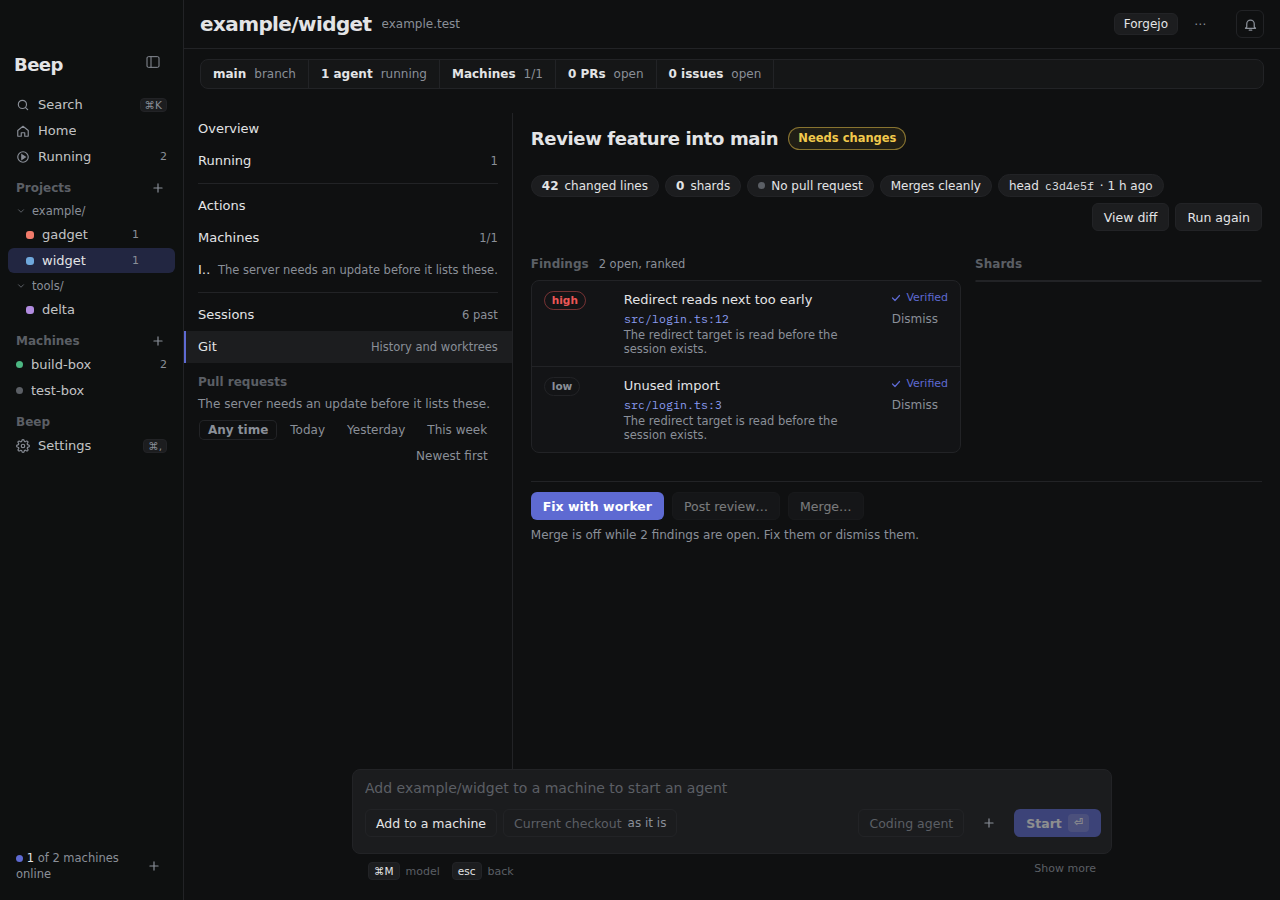 example/widget example.test
Forgejo ...
Beep
Search ⌘K
Home
Running 2
Projects
example/
gadget 1
widget 1
tools/
delta
Machines
build-box 2
test-box
Beep
Settings ⌘,
1 of 2 machines
online
main branch 1 agent running Machines 1/1 0 PRs open 0 issues open
Overview
Running 1
Actions
Machines 1/1
I.. The server needs an update before it lists these.
Sessions 6 past
Git History and worktrees
Pull requests
The server needs an update before it lists these.
Any time Today Yesterday This week
Newest first
Review feature into main Needs changes
42 changed lines 0 shards No pull request Merges cleanly head c3d4e5f · 1 h ago
View diff Run again
Findings 2 open, ranked
Shards
high Redirect reads next too early Verified
src/login.ts:12 Dismiss
The redirect target is read before the
session exists.
low Unused import Verified
src/login.ts:3 Dismiss
The redirect target is read before the
session exists.
Fix with worker Post review... Merge...
Merge is off while 2 findings are open. Fix them or dismiss them.
Add example/widget to a machine to start an agent
Add to a machine Current checkout as it is Coding agent Start ⏎
⌘M model esc back Show more